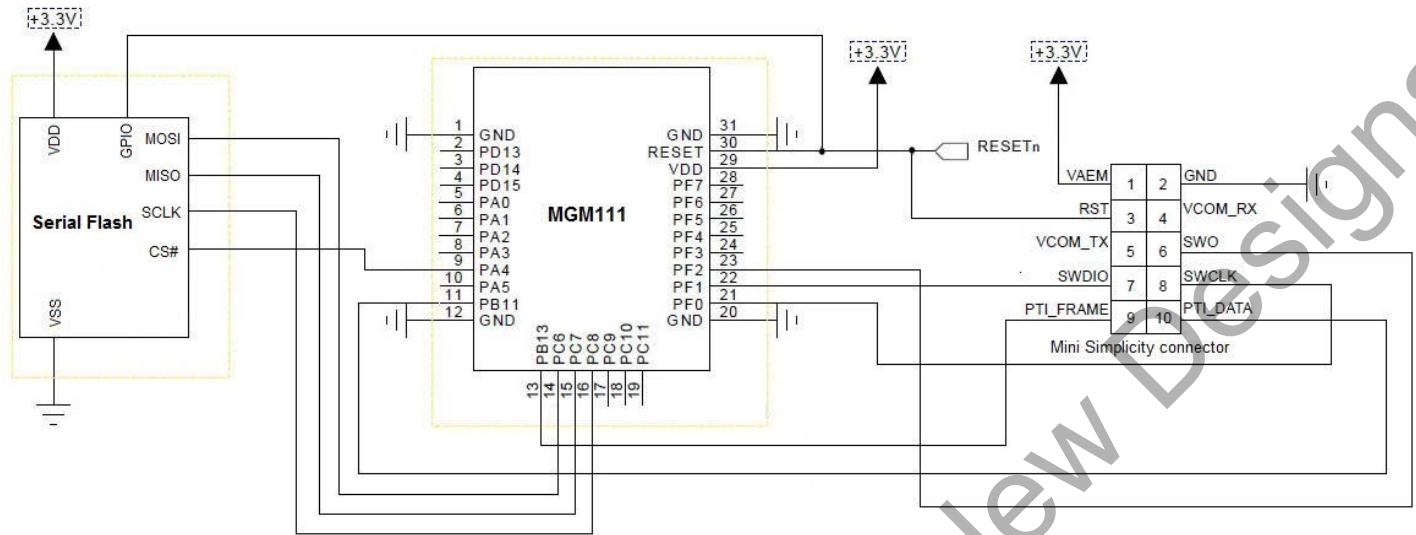 +3.3V
VDD
GPIO
MOSI
MISO
SCLK
CS#
Serial Flash
VSS
MGM111
1 GND
2 PD13
3 PD14
4 PD15
5 PA0
6 PA1
7 PA2
8 PA3
9 PA4
10 PA5
11 PB11
12 GND
13 PB13
14 PC6
15 PC7
16 PC8
17 PC9
18 PC10
19 PC11
GND 31
RESET 30
VDD 29
PF7 28
PF6 27
PF5 26
PF4 25
PF3 24
PF2 23
PF1 22
PF0 21
GND 20
+3.3V
RESETn
+3.3V
VAEM 1 2 GND
RST 3 4 VCOM_RX
VCOM_TX 5 6 SWO
SWDIO 7 8 SWCLK
PTI_FRAME 9 10 PTI_DATA
Mini Simplicity connector
New Designs